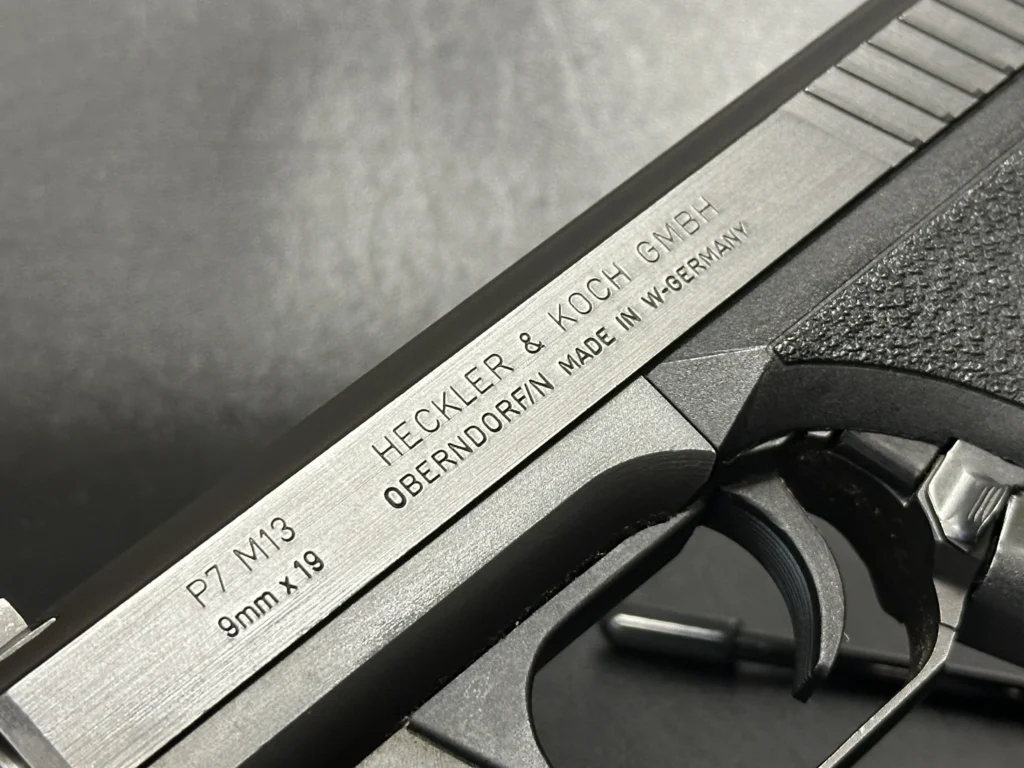 HECKLER & KOCH GMBH
OBERNDORF/N MADE IN W-GERMANY
P7 M13
9mm x 19